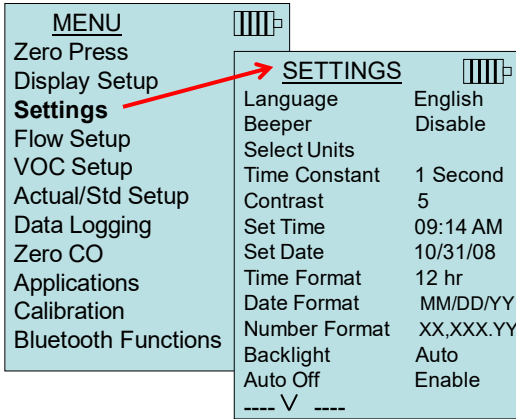 MENU
Zero Press
Display Setup
Settings
Flow Setup
VOC Setup
Actual/Std Setup
Data Logging
Zero CO
Applications
Calibration
Bluetooth Functions
SETTINGS
Language English
Beeper Disable
Select Units
Time Constant 1 Second
Contrast 5
Set Time 09:14 AM
Set Date 10/31/08
Time Format 12 hr
Date Format MM/DD/YY
Number Format XX,XXX.YY
Backlight Auto
Auto Off Enable
---- V ----